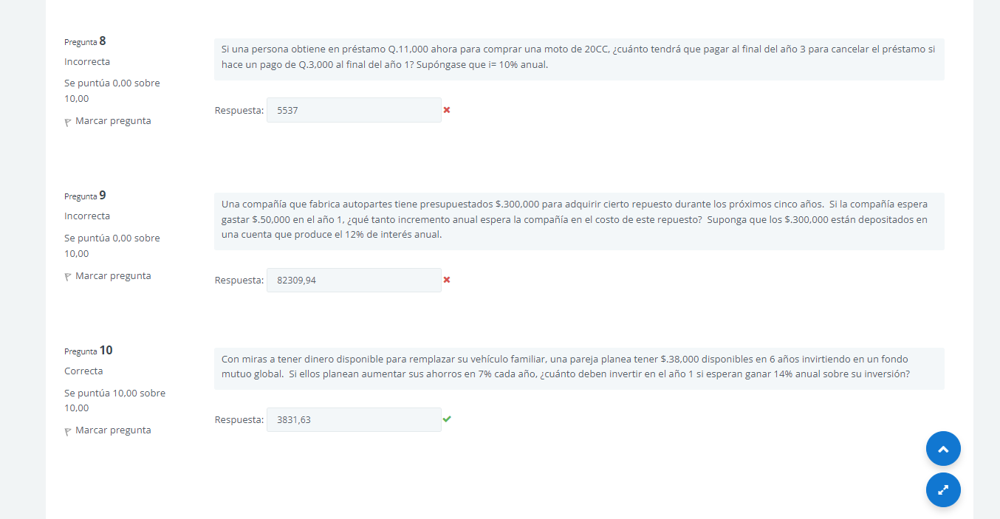 Pregunta 8
Incorrecta
Se puntúa 0,00 sobre
10,00
Marcar pregunta
Si una persona obtiene en préstamo Q.11,000 ahora para comprar una moto de 20CC, ¿cuánto tendrá que pagar al final del año 3 para cancelar el préstamo si
hace un pago de Q.3,000 al final del año 1? Supóngase que i= 10% anual.
Respuesta: 5537
Pregunta 9
Incorrecta
Se puntúa 0,00 sobre
10,00
Marcar pregunta
Una compañía que fabrica autopartes tiene presupuestados $.300,000 para adquirir cierto repuesto durante los próximos cinco años. Si la compañía espera
gastar $.50,000 en el año 1, ¿qué tanto incremento anual espera la compañía en el costo de este repuesto? Suponga que los $.300,000 están depositados en
una cuenta que produce el 12% de interés anual.
Respuesta: 82309,94
Pregunta 10
Correcta
Se puntúa 10,00 sobre
10,00
Marcar pregunta
Con miras a tener dinero disponible para remplazar su vehículo familiar, una pareja planea tener $.38,000 disponibles en 6 años invirtiendo en un fondo
mutuo global. Si ellos planean aumentar sus ahorros en 7% cada año, ¿cuánto deben invertir en el año 1 si esperan ganar 14% anual sobre su inversión?
Respuesta: 3831,63